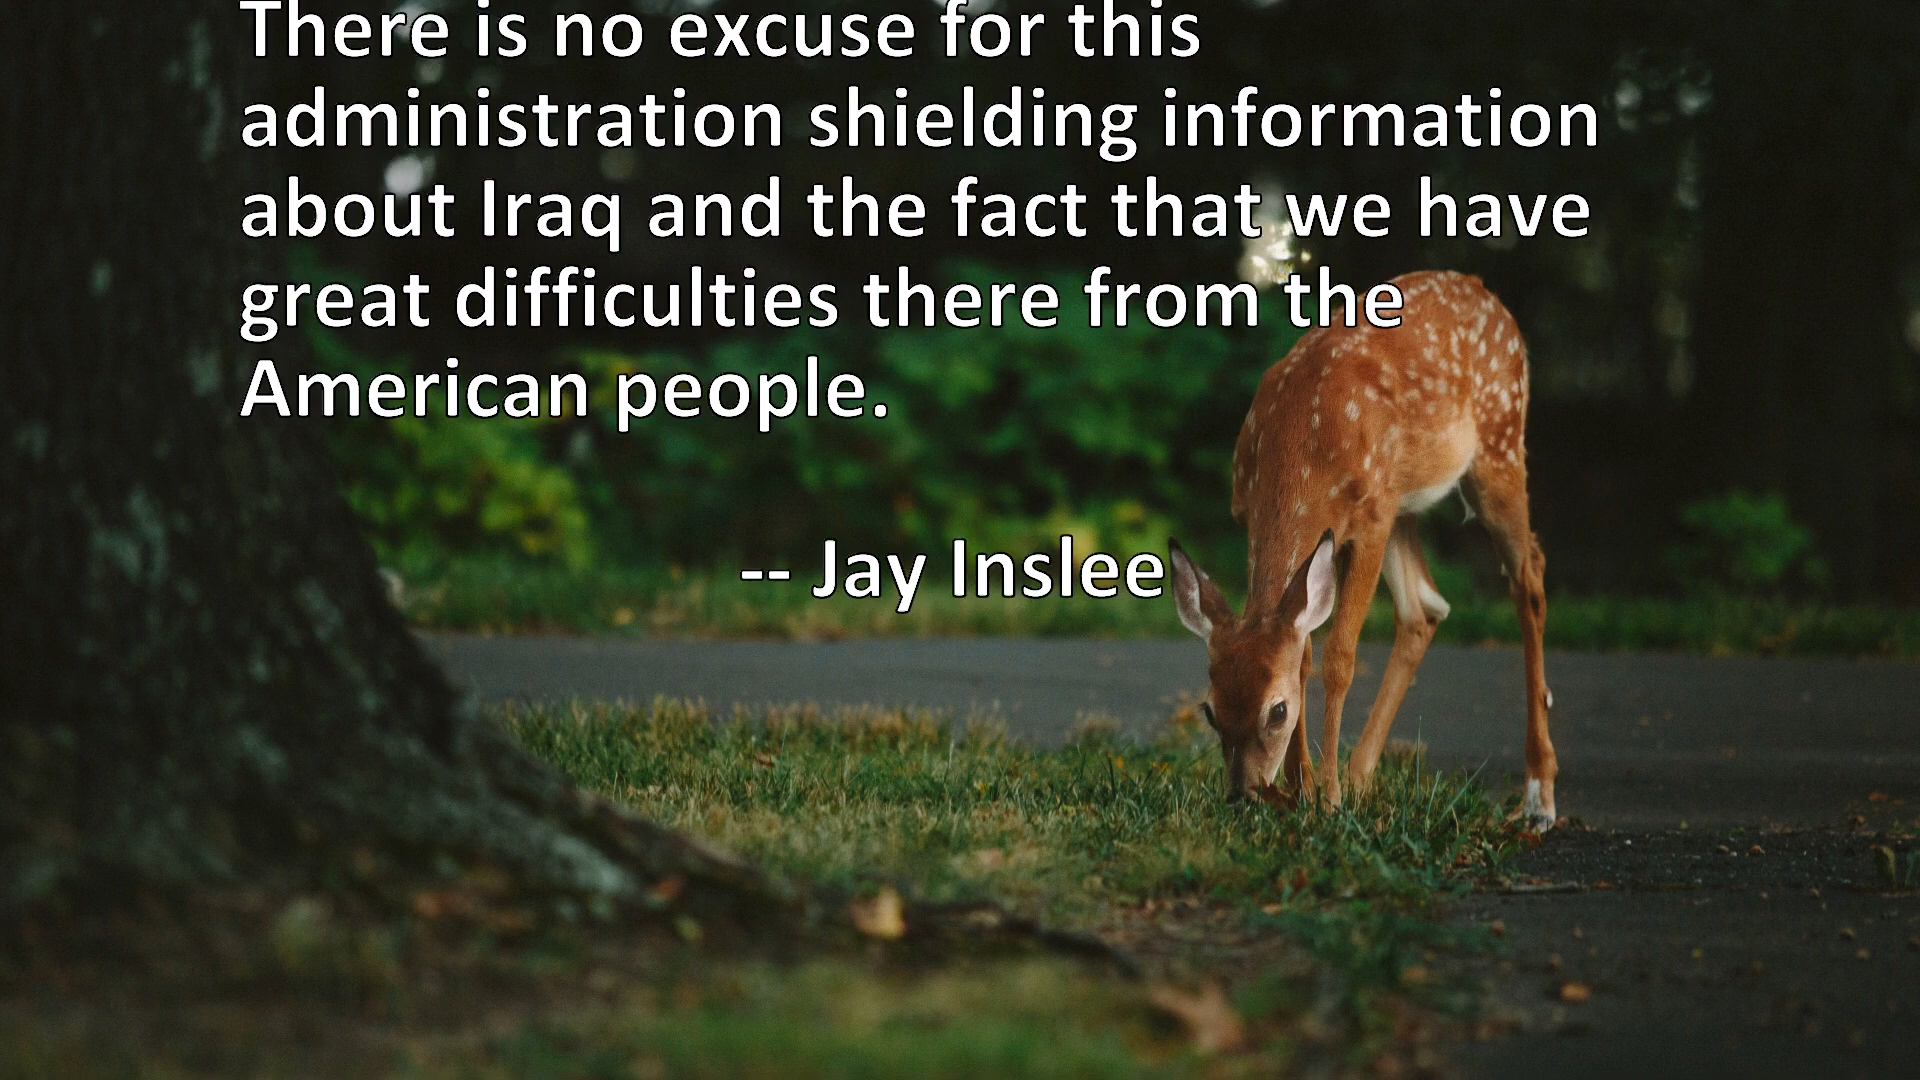 There is no excuse for this
administration shielding information
about Iraq and the fact that we have
great difficulties there from the
American people.
-- Jay Inslee